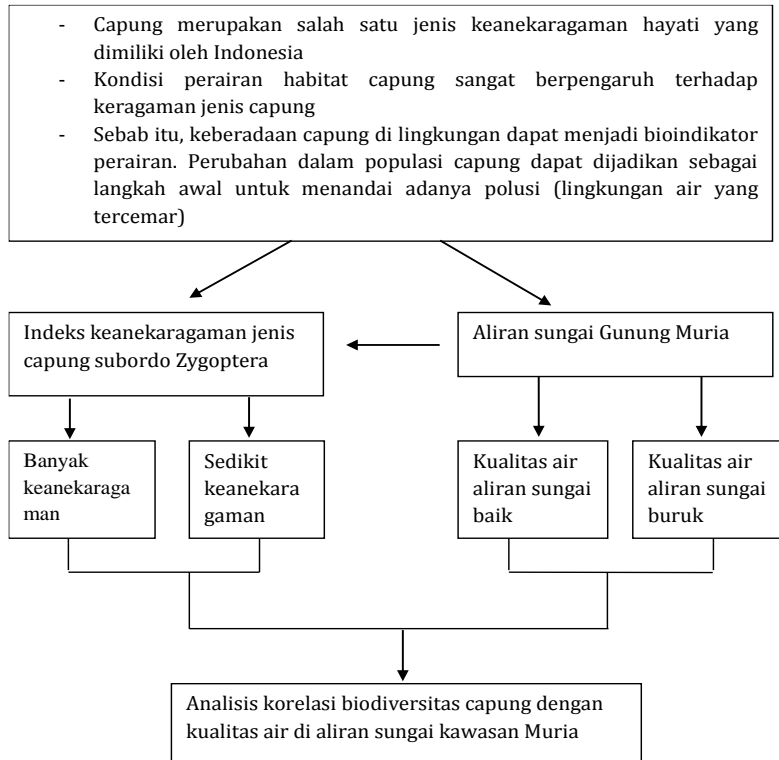 - Capung merupakan salah satu jenis keanekaragaman hayati yang
dimiliki oleh Indonesia
- Kondisi perairan habitat capung sangat berpengaruh terhadap
keragaman jenis capung
- Sebab itu, keberadaan capung di lingkungan dapat menjadi bioindikator
perairan. Perubahan dalam populasi capung dapat dijadikan sebagai
langkah awal untuk menandai adanya polusi (lingkungan air yang
tercemar)
Indeks keanekaragaman jenis
capung subordo Zygoptera
Aliran sungai Gunung Muria
Banyak
keanekaraga
man
Sedikit
keanekara
gaman
Kualitas air
aliran sungai
baik
Kualitas air
aliran sungai
buruk
Analisis korelasi biodiversitas capung dengan
kualitas air di aliran sungai kawasan Muria